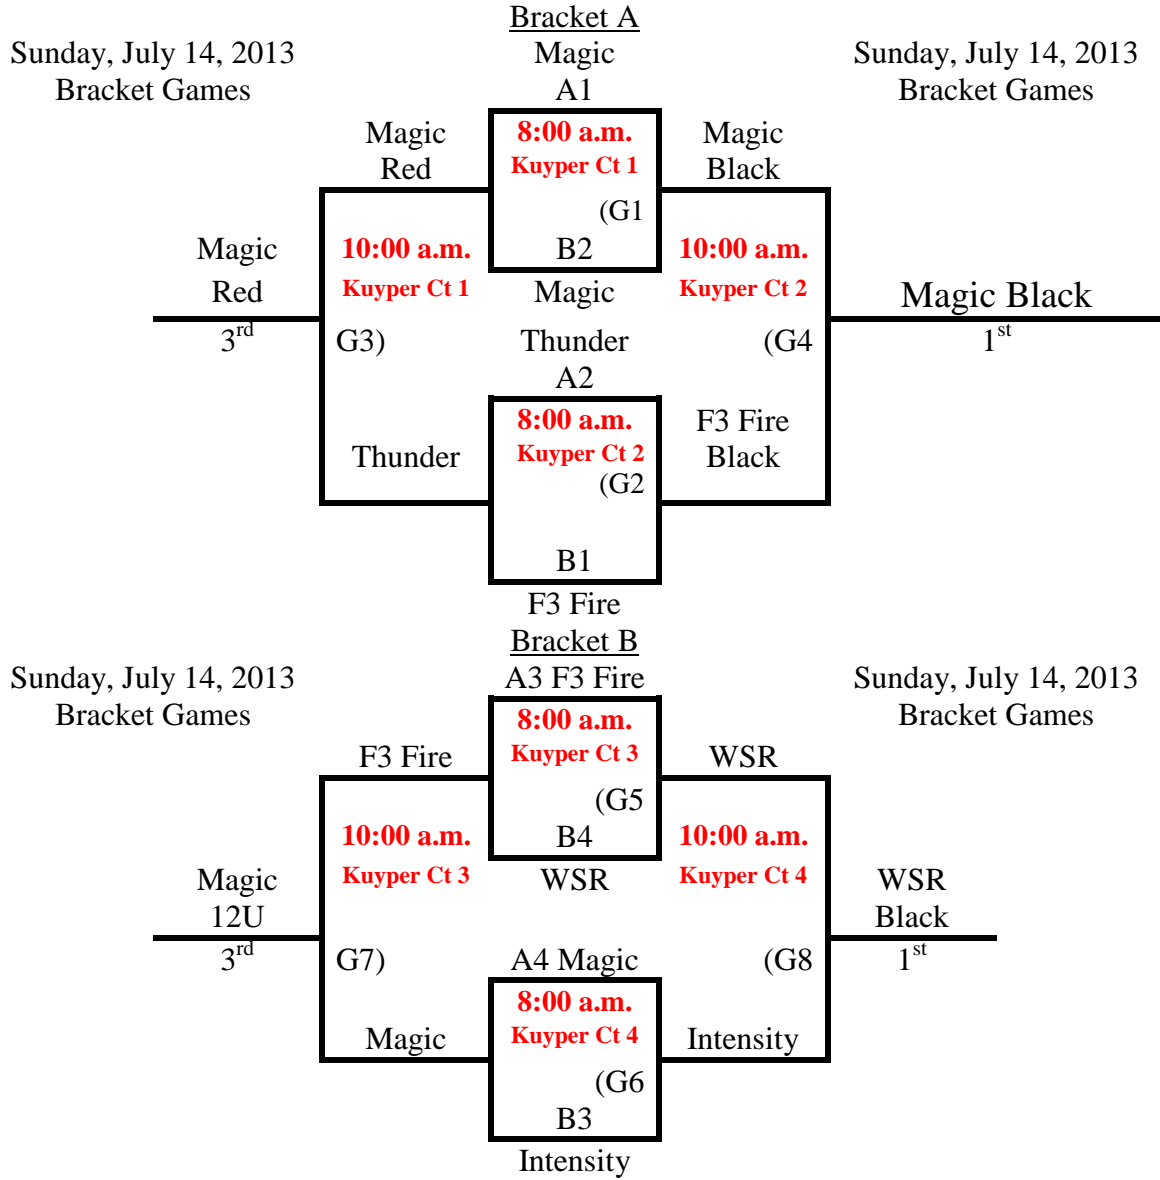 Bracket A
Sunday, July 14, 2013
Bracket Games
Magic
A1
Sunday, July 14, 2013
Bracket Games
Magic
Red
8:00 a.m.
Kuyper Ct 1
(G1
B2
Magic
Magic
Black
Magic
Red
3rd
10:00 a.m.
Kuyper Ct 1
G3)
10:00 a.m.
Kuyper Ct 2
(G4
Magic Black
1st
Thunder
A2
8:00 a.m.
Kuyper Ct 2
(G2
B1
F3 Fire
Thunder
F3 Fire
Black
Bracket B
Sunday, July 14, 2013
Bracket Games
A3 F3 Fire
Sunday, July 14, 2013
Bracket Games
F3 Fire
8:00 a.m.
Kuyper Ct 3
(G5
B4
WSR
WSR
Magic
12U
3rd
10:00 a.m.
Kuyper Ct 3
G7)
10:00 a.m.
Kuyper Ct 4
(G8
WSR
Black
1st
A4 Magic
8:00 a.m.
Kuyper Ct 4
(G6
B3
Intensity
Magic
Intensity